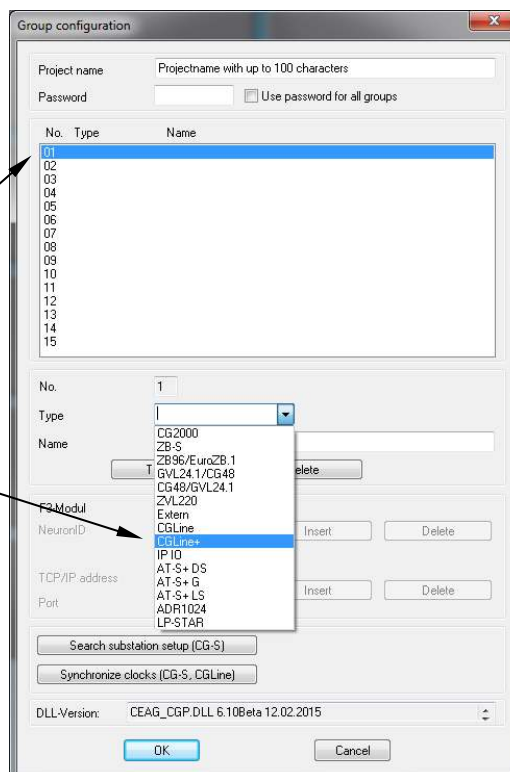 Group configuration
Project name Projectname with up to 100 characters
Password Use password for all groups
No. Type Name
01
02
03
04
05
06
07
08
09
10
11
12
13
14
15
No. 1
Type
Name
CG2000
ZB-S
ZB96/EuroZB.1
GVL24.1/CG48
CG48/GVL24.1
ZVL220
Extern
CGLine
CGLine+
IP IO
AT-S+ DS
AT-S+ G
AT-S+ LS
ADR1024
LP-STAR
F3-Modul
NeuronID Insert Delete
TCP/IP address Insert Delete
Port
Search substation setup (CG-S)
Synchronize clocks (CG-S, CGLine)
DLL-Version: CEAG_CGP.DLL 6.10Beta 12.02.2015
OK Cancel